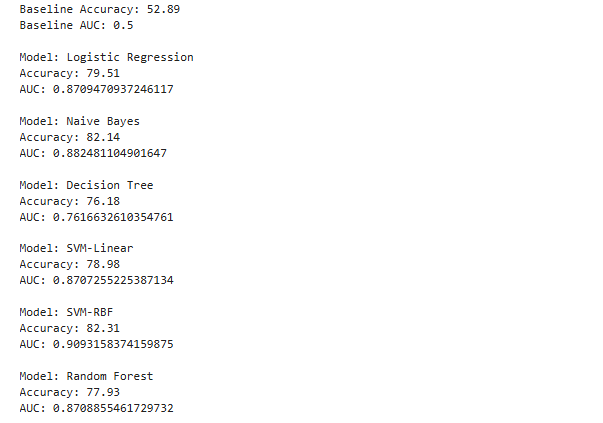 Baseline Accuracy: 52.89
Baseline AUC: 0.5
Model: Logistic Regression
Accuracy: 79.51
AUC: 0.8709470937246117
Model: Naive Bayes
Accuracy: 82.14
AUC: 0.882481104901647
Model: Decision Tree
Accuracy: 76.18
AUC: 0.7616632610354761
Model: SVM-Linear
Accuracy: 78.98
AUC: 0.8707255225387134
Model: SVM-RBF
Accuracy: 82.31
AUC: 0.9093158374159875
Model: Random Forest
Accuracy: 77.93
AUC: 0.8708855461729732